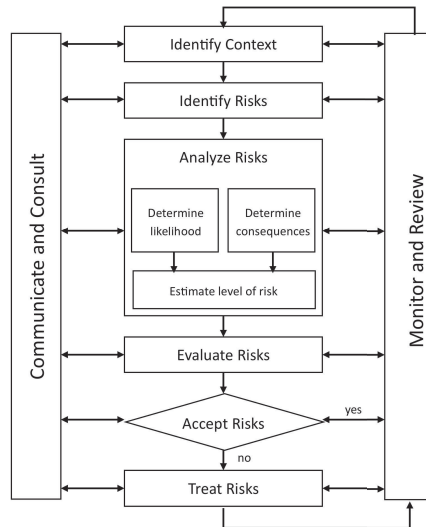 Identify Context
Identify Risks
Analyze Risks
Determine
likelihood
Determine
consequences
Estimate level of risk
Evaluate Risks
Accept Risks
yes
no
Treat Risks
Communicate and Consult
Monitor and Review